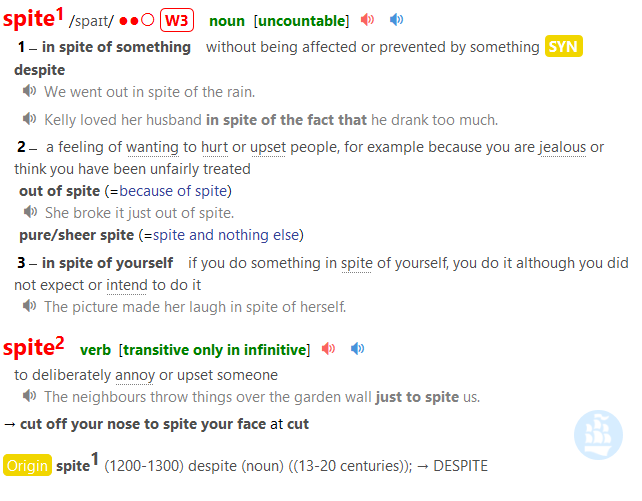 spite1 /spaɪt/ ●●○ W3 noun [uncountable]
1 – in spite of something without being affected or prevented by something SYN
despite
We went out in spite of the rain.
Kelly loved her husband in spite of the fact that he drank too much.
2 – a feeling of wanting to hurt or upset people, for example because you are jealous or
think you have been unfairly treated
out of spite (=because of spite)
She broke it just out of spite.
pure/sheer spite (=spite and nothing else)
3 – in spite of yourself if you do something in spite of yourself, you do it although you did
not expect or intend to do it
The picture made her laugh in spite of herself.
spite2 verb [transitive only in infinitive]
to deliberately annoy or upset someone
The neighbours throw things over the garden wall just to spite us.
→ cut off your nose to spite your face at cut
Origin spite1 (1200-1300) despite (noun) ((13-20 centuries)); → DESPITE